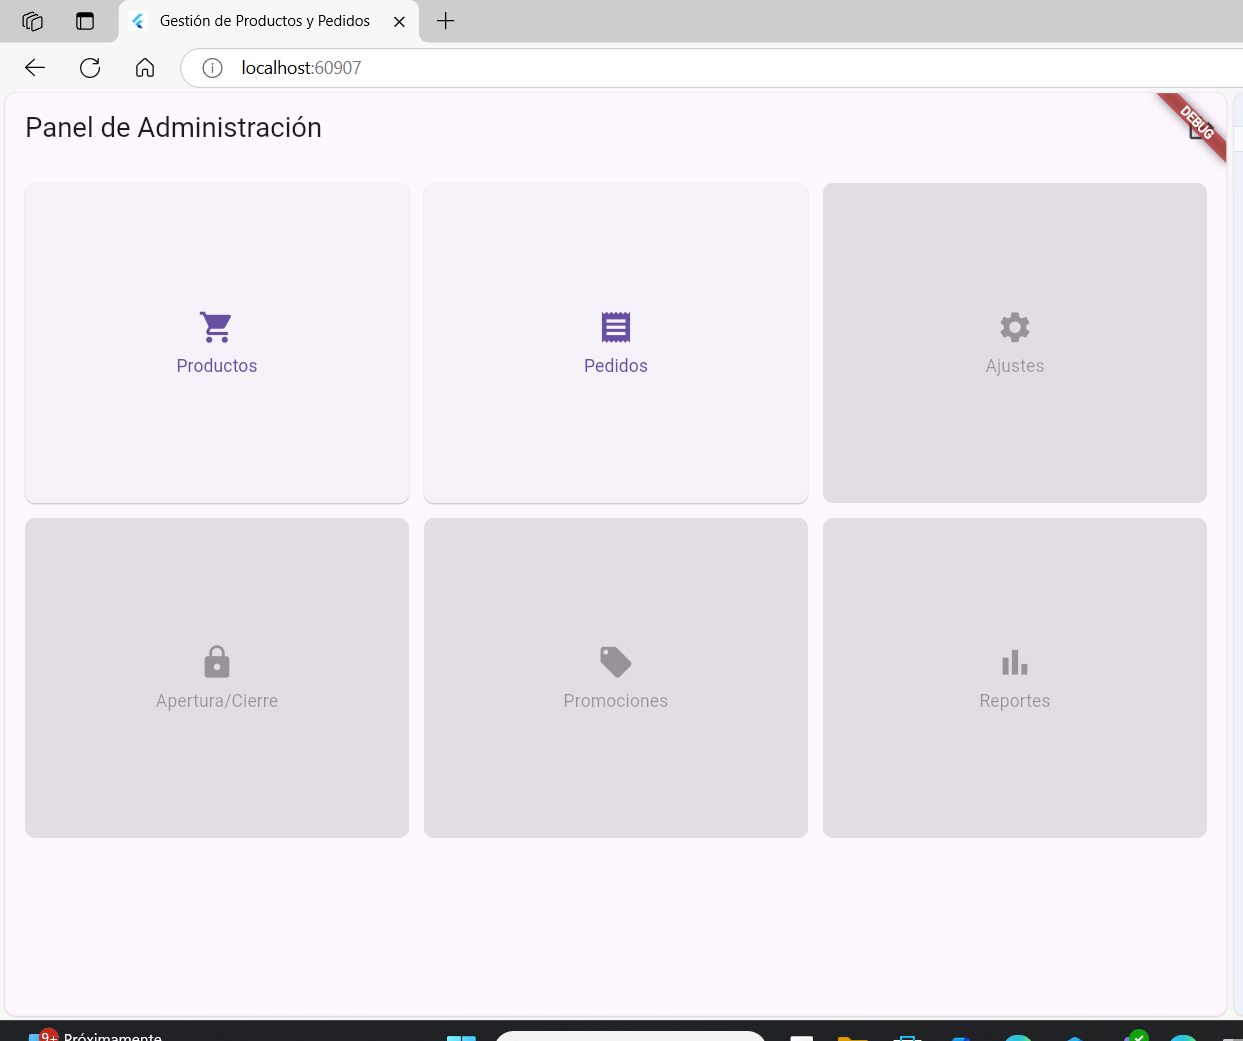 Gestión de Productos y Pedidos
localhost:60907
Panel de Administración
DEBUG
Productos
Pedidos
Ajustes
Apertura/Cierre
Promociones
Reportes
9+
Próximamente